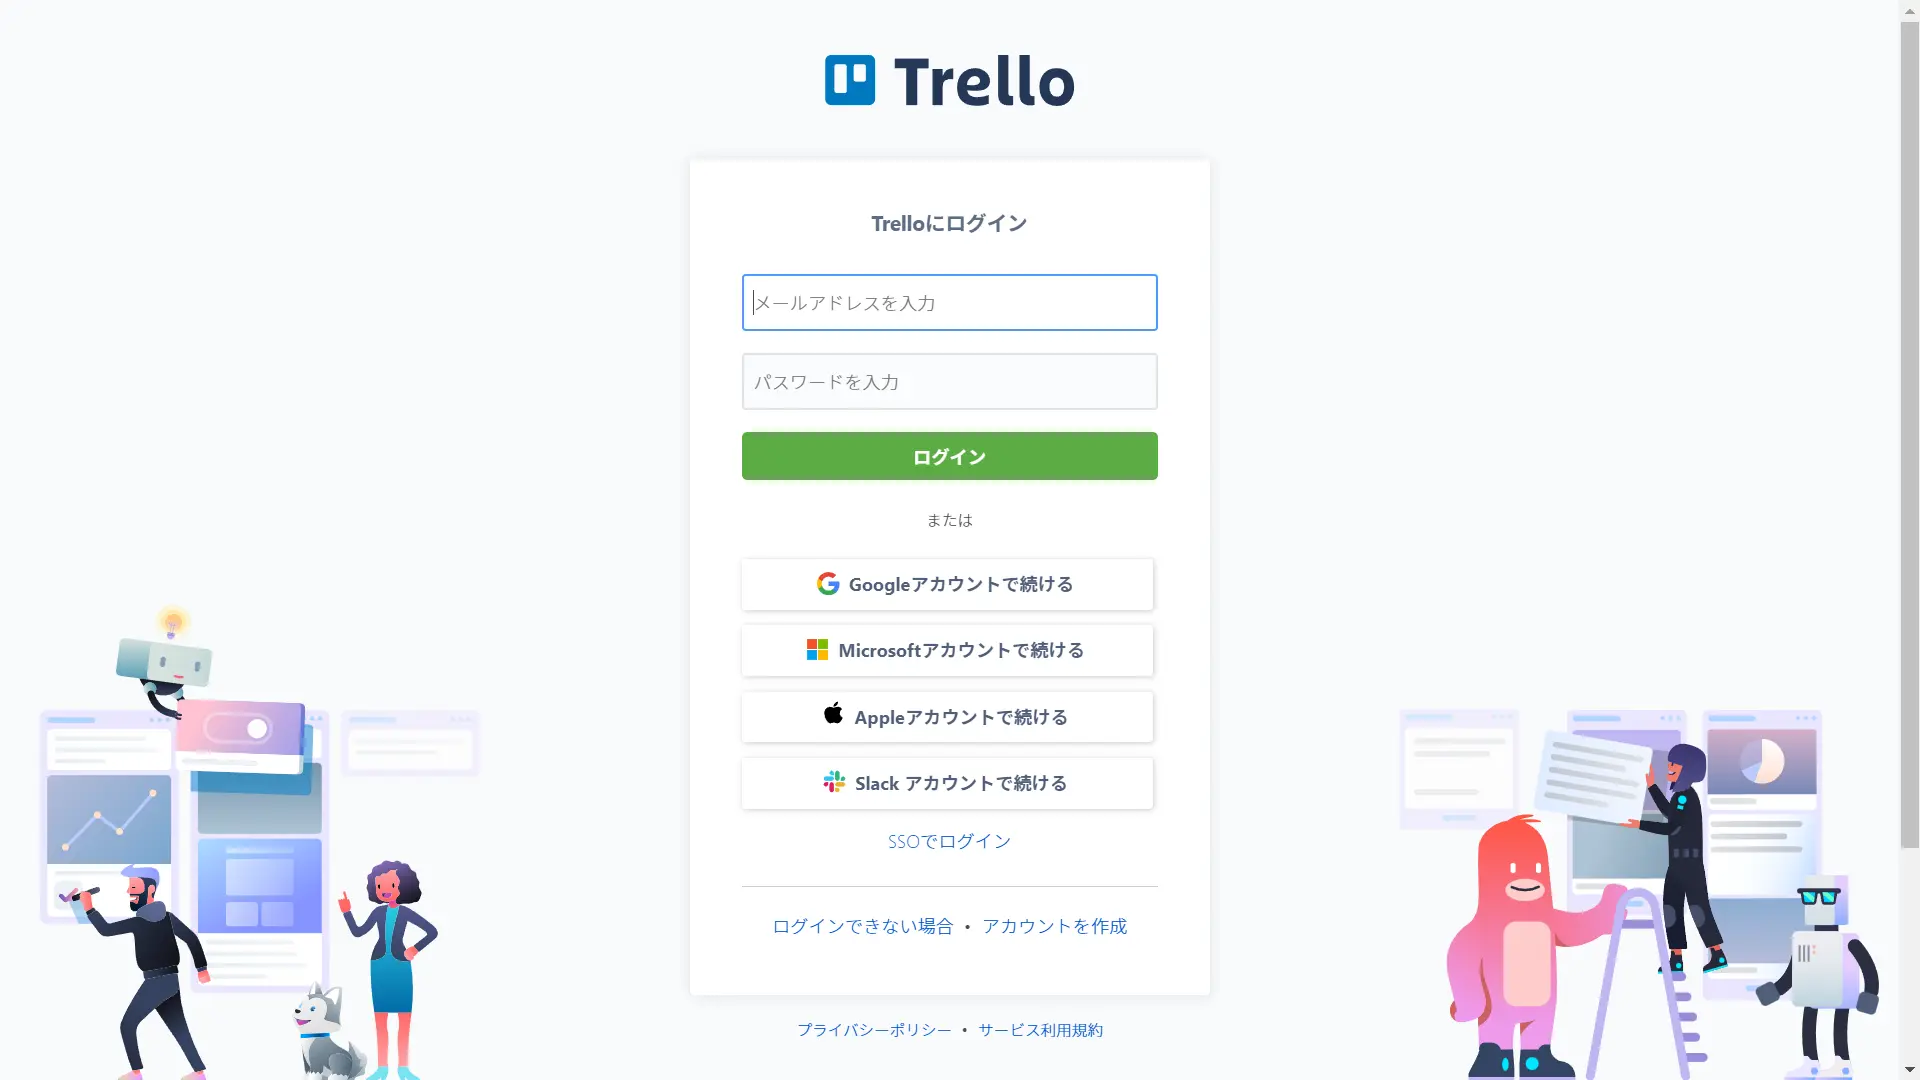 Trello
Trelloにログイン
メールアドレスを入力
パスワードを入力
ログイン
または
Googleアカウントで続ける
Microsoftアカウントで続ける
Appleアカウントで続ける
Slack アカウントで続ける
SSOでログイン
ログインできない場合 • アカウントを作成
プライバシーポリシー • サービス利用規約